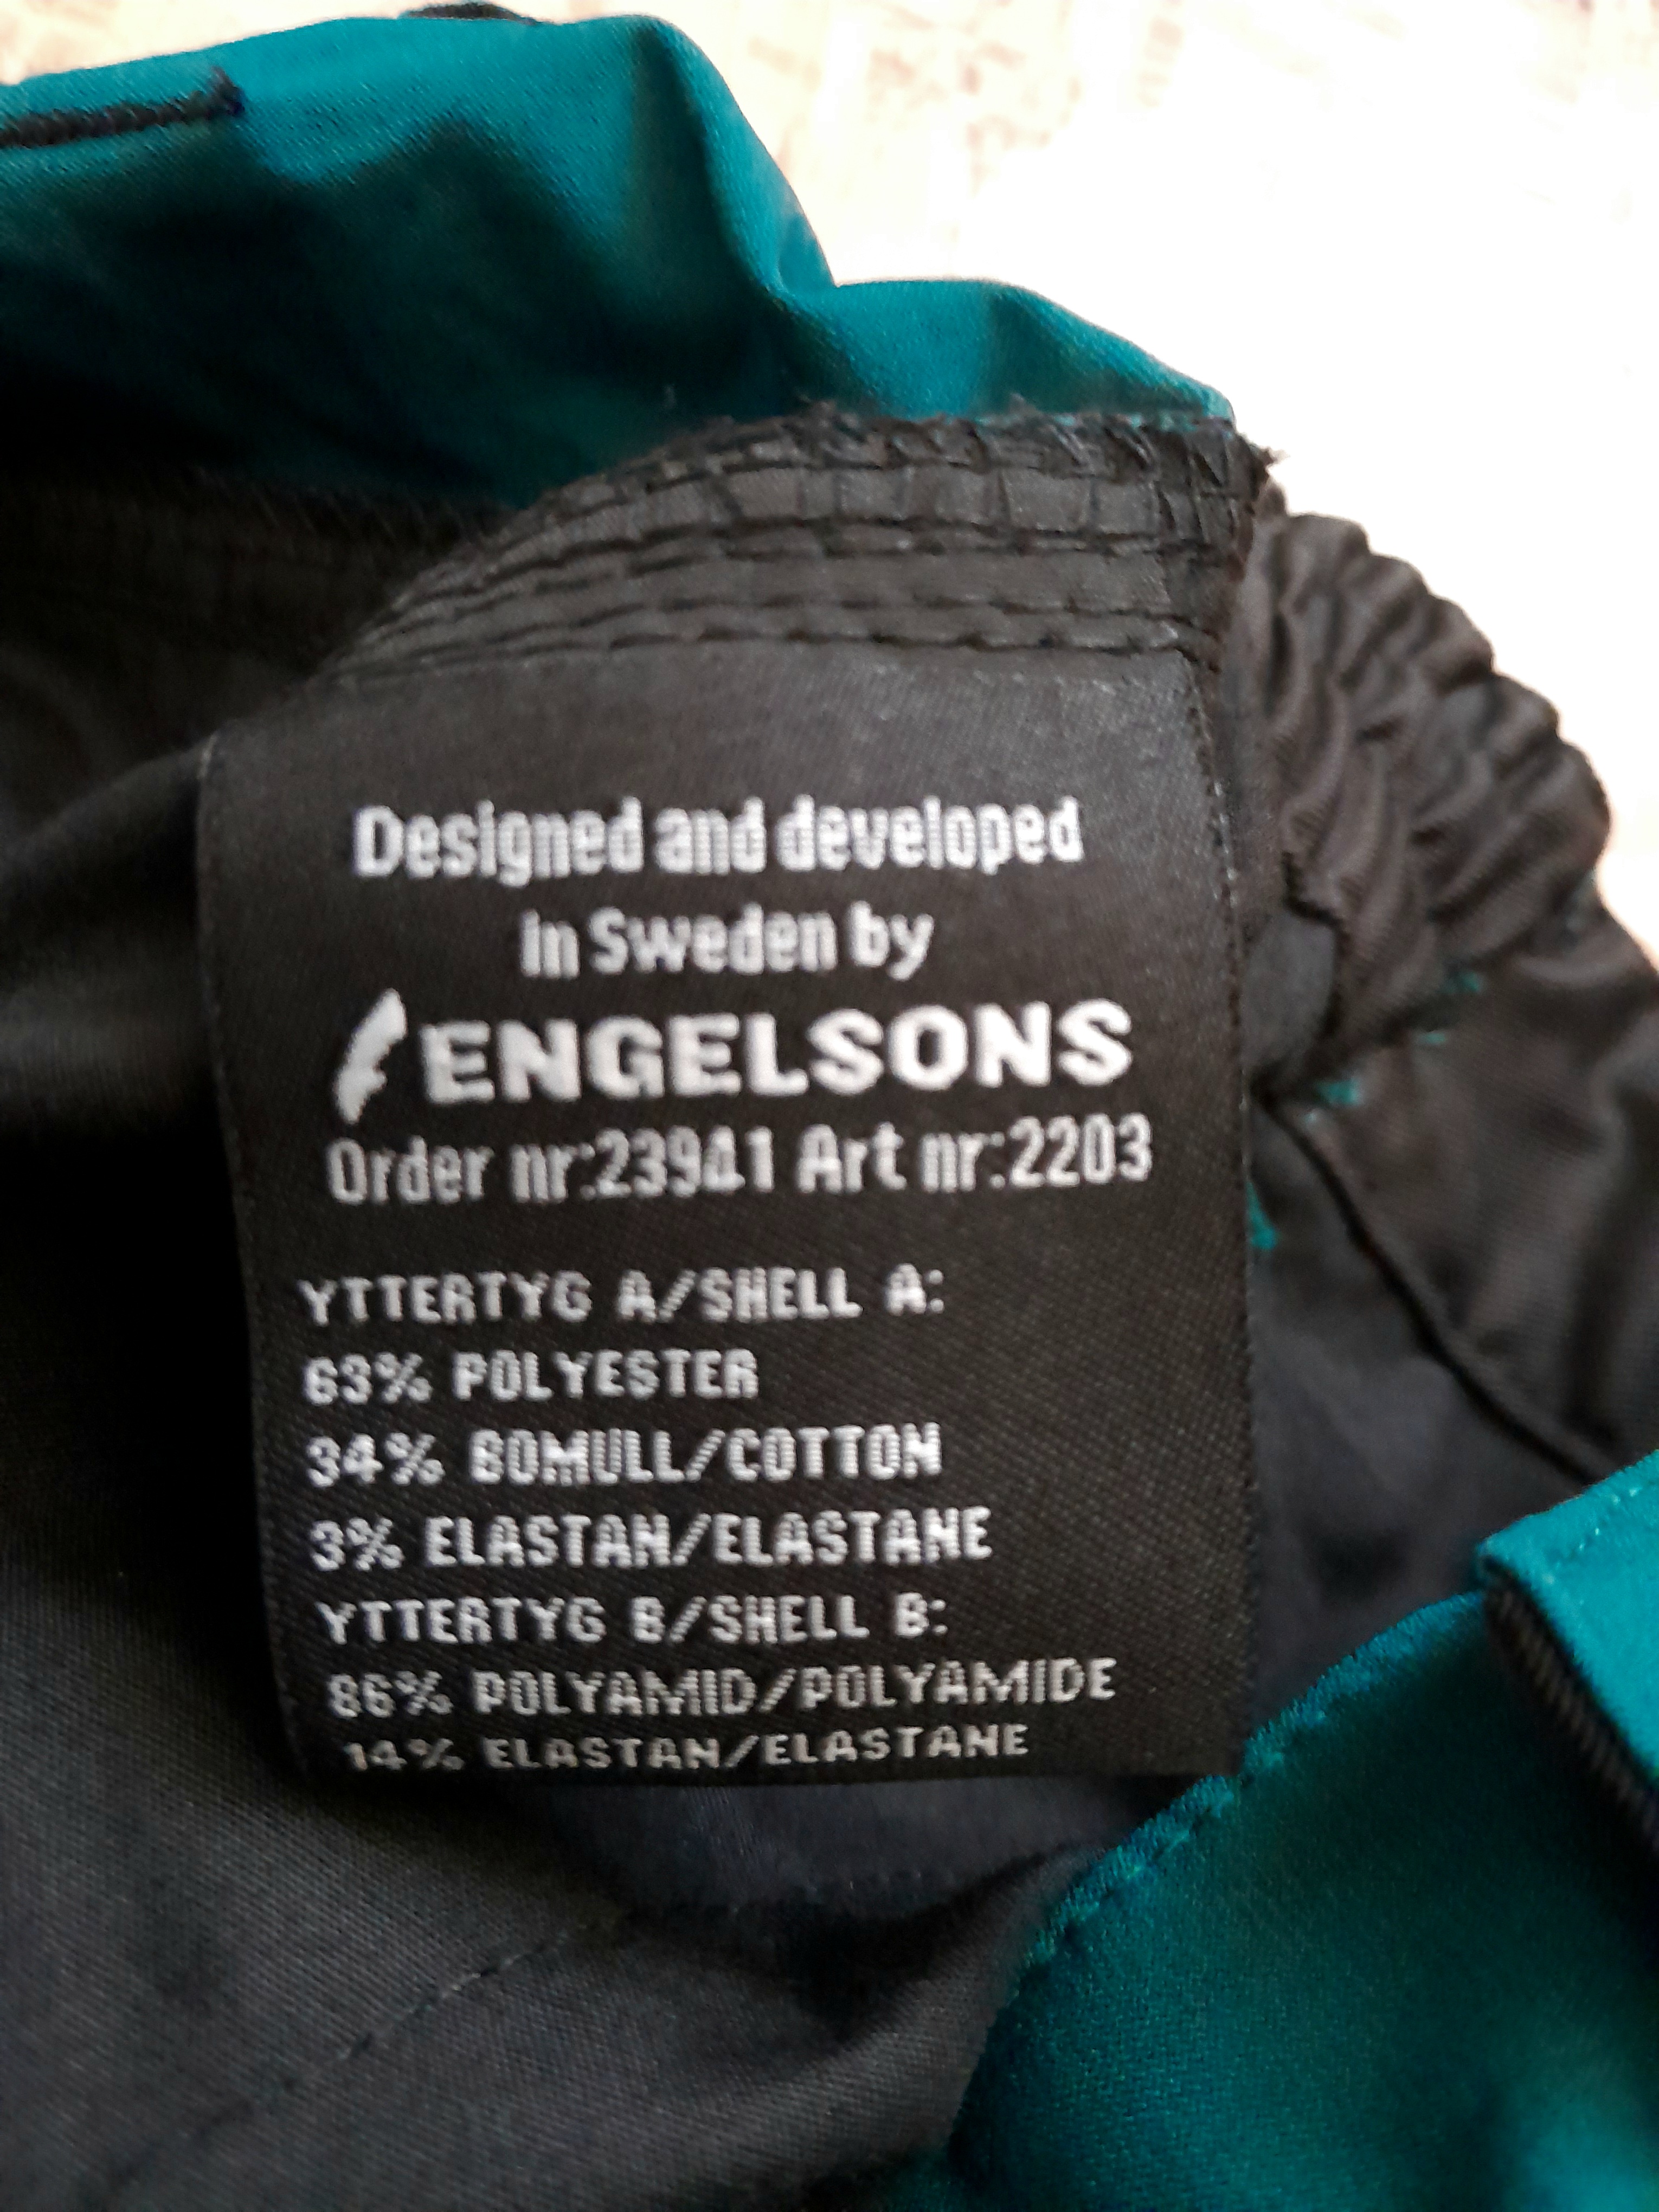 Designed and developed
in Sweden by
ENGELSONS
Order nr:23941 Art nr:2203
YTTERTYG A/SHELL A:
63% POLYESTER
34% BOMULL/COTTON
3% ELASTAN/ELASTANE
YTTERTYG B/SHELL B:
86% POLYAMID/POLYAMIDE
14% ELASTAN/ELASTANE